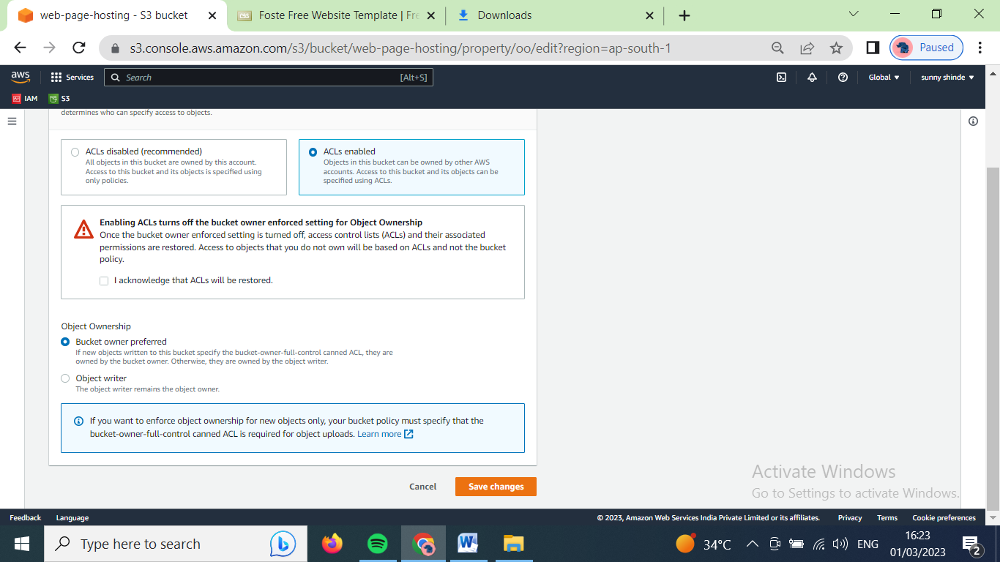 web-page-hosting - S3 bucket
Foste Free Website Template | Fre
Downloads
s3.console.aws.amazon.com/s3/bucket/web-page-hosting/property/oo/edit?region=ap-south-1
Paused
aws
Services
Search
[Alt+S]
Global
sunny shinde
IAM
S3
determines who can specify access to objects.
ACLs disabled (recommended)
All objects in this bucket are owned by this account.
Access to this bucket and its objects is specified using
only policies.
ACLs enabled
Objects in this bucket can be owned by other AWS
accounts. Access to this bucket and its objects can be
specified using ACLs.
Enabling ACLs turns off the bucket owner enforced setting for Object Ownership
Once the bucket owner enforced setting is turned off, access control lists (ACLs) and their associated
permissions are restored. Access to objects that you do not own will be based on ACLs and not the bucket
policy.
I acknowledge that ACLs will be restored.
Object Ownership
Bucket owner preferred
If new objects written to this bucket specify the bucket-owner-full-control canned ACL, they are
owned by the bucket owner. Otherwise, they are owned by the object writer.
Object writer
The object writer remains the object owner.
If you want to enforce object ownership for new objects only, your bucket policy must specify that the
bucket-owner-full-control canned ACL is required for object uploads. Learn more
Cancel
Save changes
Activate Windows
Go to Settings to activate Windows.
Feedback
Language
© 2023, Amazon Web Services India Private Limited or its affiliates.
Privacy
Terms
Cookie preferences
Type here to search
34°C
ENG
16:23
01/03/2023
2